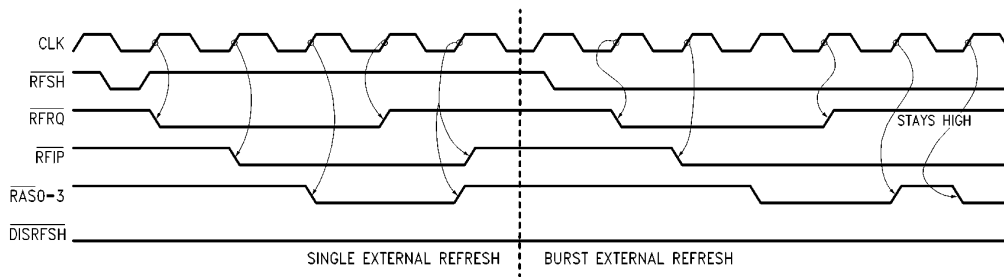 CLK
RFSH
RFRQ
STAYS HIGH
RFIP
RAS0-3
DISRFSH
SINGLE EXTERNAL REFRESH
BURST EXTERNAL REFRESH